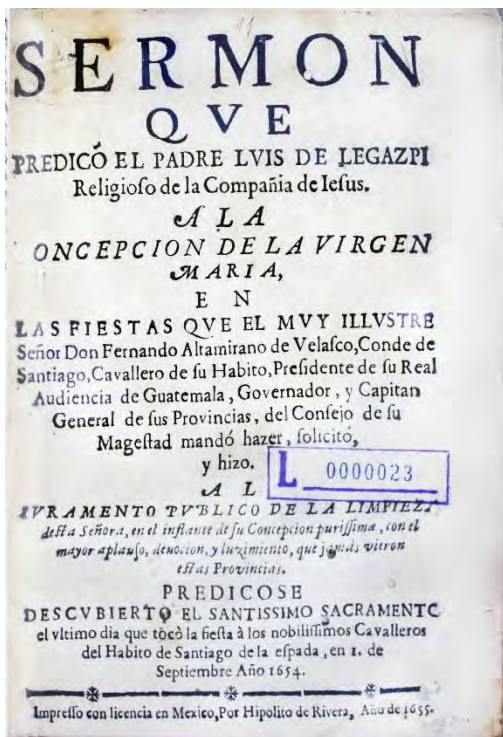 SERMON
QVE
PREDICÓ EL PADRE LVIS DE LEGAZPI
Religioſo de la Compañia de Ieſus.
A LA
ONCEPCION DE LA VIRGEN
MARIA,
EN
LAS FIESTAS QVE EL MVY ILLVSTRE
Señor Don Fernando Altamirano de Velaſco,Conde de
Santiago,Cavallero de ſu Habito,Preſidente de ſu Real
Audiencia de Guatemala, Governador, y Capitan
General de ſus Provincias, del Conſejo de ſu
Mageſtad mandó hazer, ſolicitó,
y hizo.
L 0000023
AL
IVRAMENTO PVBLICO DE LA LIMPIEZA
deſta Señora, en el inſtante de ſu Concepcion puriſſima, con el
mayor aplauſo, deuocion, y luzimiento, que jamás vieron
eſtas Provincias.
PREDICOSE
DESCVBIERTO EL SANTISSIMO SACRAMENTO
el vltimo dia que tocò la fieſta à los nobiliſſimos Cavalleros
del Habito de Santiago de la eſpada, en 1. de
Septiembre Año 1654.
Impreſſo con licencia en Mexico,Por Hipolito de Rivera, Año de 1655.